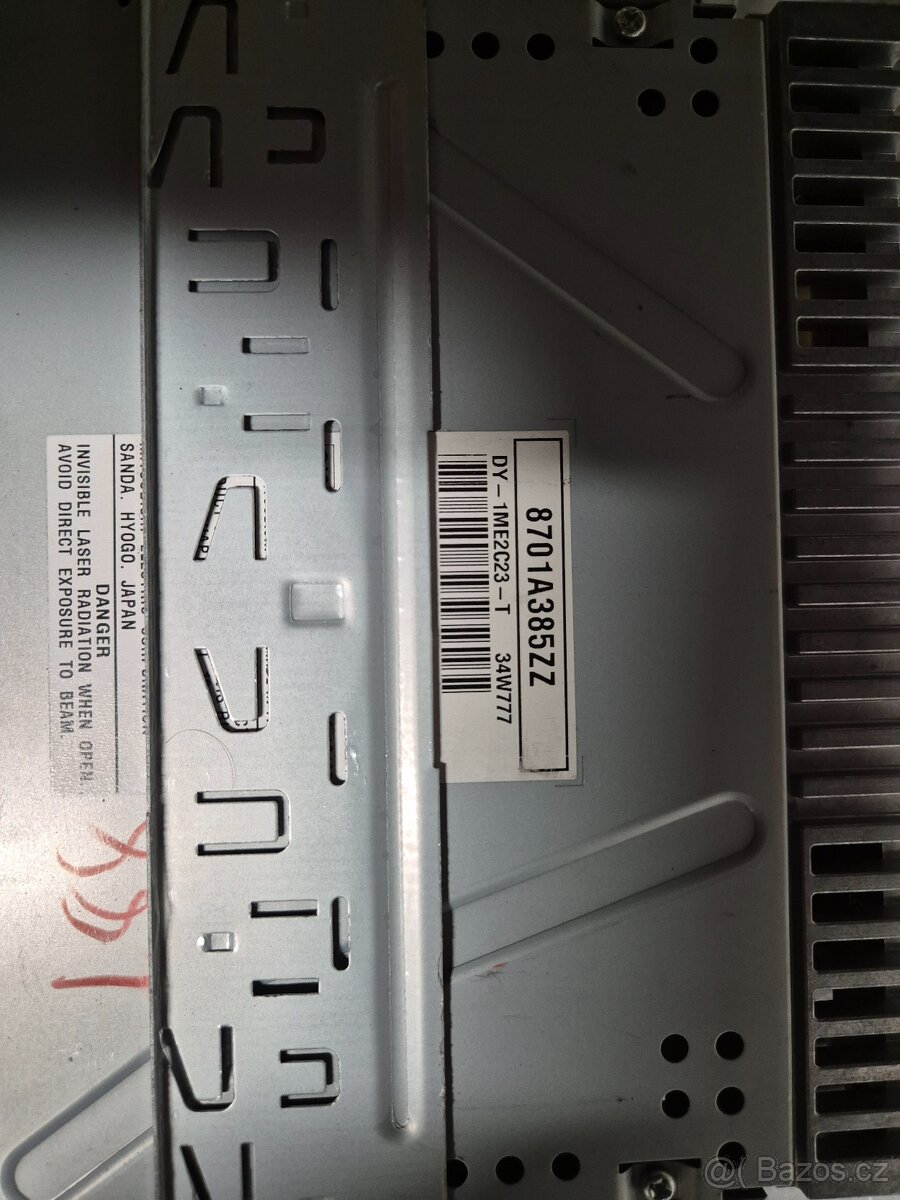 8701A385ZZ
DY-1ME2C23-T 34W777
SANDA. HYOGO. JAPAN
DANGER
INVISIBLE LASER RADIATION WHEN OPEN.
AVOID DIRECT EXPOSURE TO BEAM.
@( Bazos.cz